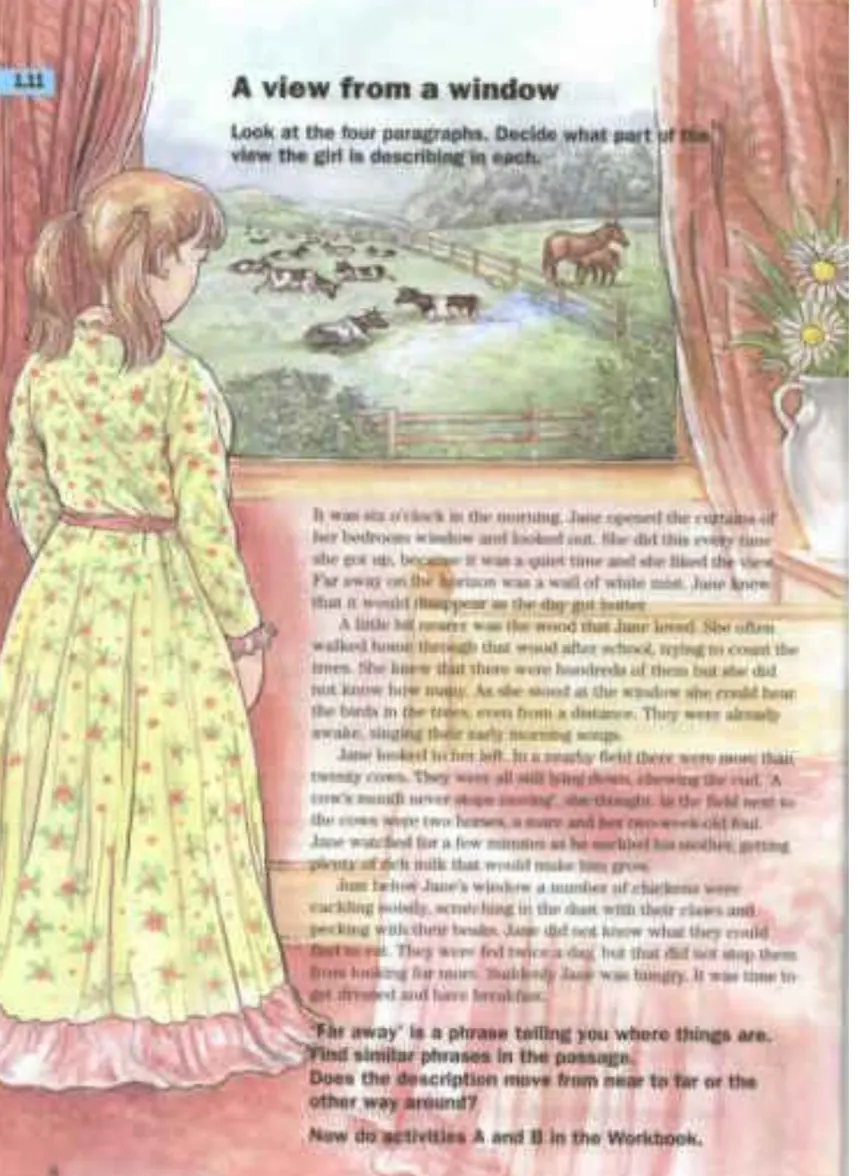 1.11
A view from a window
Look at the four paragraphs. Decide what part of the
view the girl is describing in each.
It was six o'clock in the morning. Jane opened the curtains of
her bedroom window and looked out. She did this every time
she got up, because it was a quiet time and she liked the view.
Far away on the horizon was a wall of white mist. Jane knew
that it would disappear as the day got hotter.
A little bit nearer was the wood that Jane loved. She often
walked home through that wood after school, trying to count the
trees. She knew that there were hundreds of them but she did
not know how many. As she stood at the window she could hear
the birds in the trees, even from a distance. They were already
awake, singing their early morning songs.
Jane looked to her left. In a nearby field there were more than
twenty cows. They were all still lying down, chewing the cud. 'A
cow's mouth never stops moving', she thought. In the field next to
the cows were two horses, a mare and her two-week-old foal.
Jane watched for a few minutes as he suckled his mother, getting
plenty of rich milk that would make him grow.
Just below Jane's window a number of chickens were
cackling noisily, scratching in the dust with their claws and
pecking with their beaks. Jane did not know what they could
find to eat. They were fed twice a day, but that did not stop them
from looking for more. Suddenly Jane was hungry. It was time to
get dressed and have breakfast.
'Far away' is a phrase telling you where things are.
Find similar phrases in the passage.
Does the description move from near to far or the
other way around?
Now do activities A and B in the Workbook.